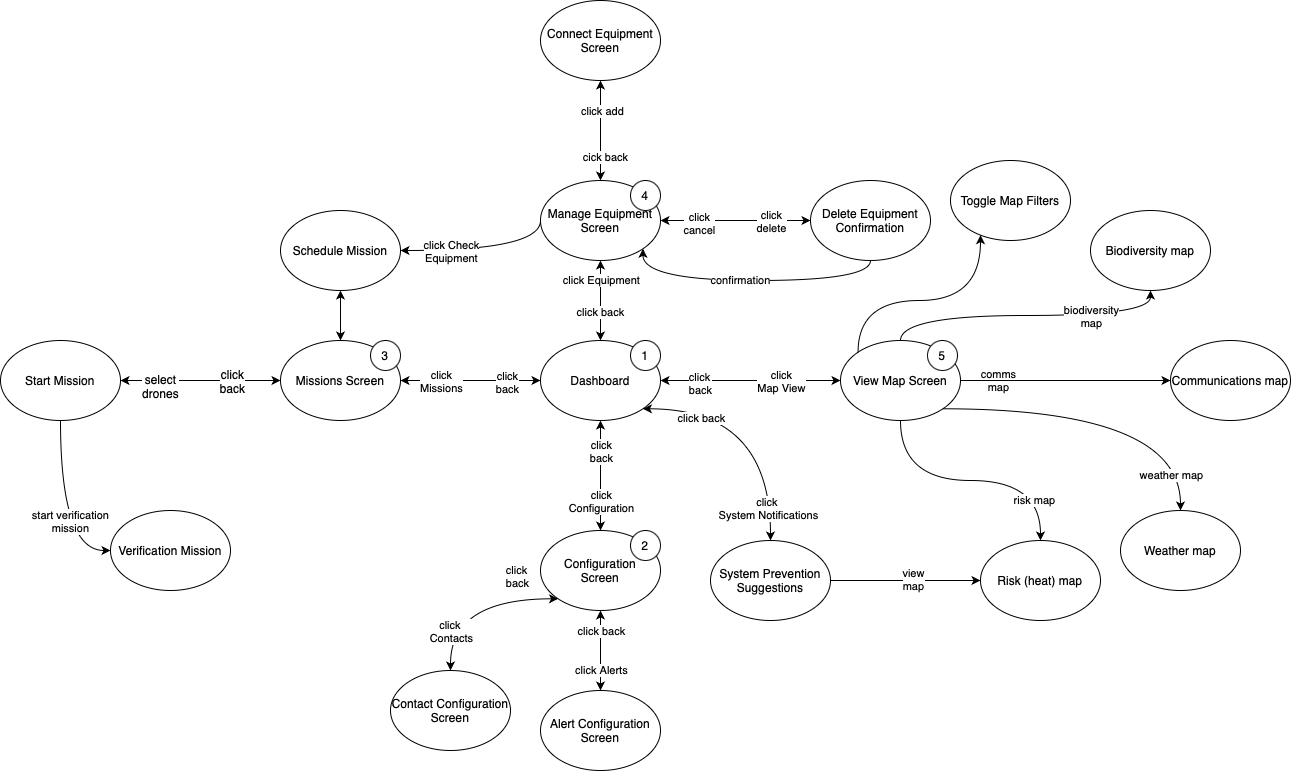 Connect Equipment
Screen
click add
cick back
4
Manage Equipment
Screen
click
cancel
click
delete
Delete Equipment
Confirmation
Toggle Map Filters
Schedule Mission
click Check
Equipment
Biodiversity map
click Equipment
confirmation
click back
biodiversity
map
Start Mission
select
drones
click
back
3
Missions Screen
click
Missions
click
back
1
Dashboard
click
back
click
Map View
5
View Map Screen
comms
map
Communications map
click back
click
back
weather map
click
Configuration
click
System Notifications
risk map
start verification
mission
Verification Mission
2
Configuration
Screen
click
back
System Prevention
Suggestions
view
map
Risk (heat) map
Weather map
click
Contacts
click back
click Alerts
Contact Configuration
Screen
Alert Configuration
Screen